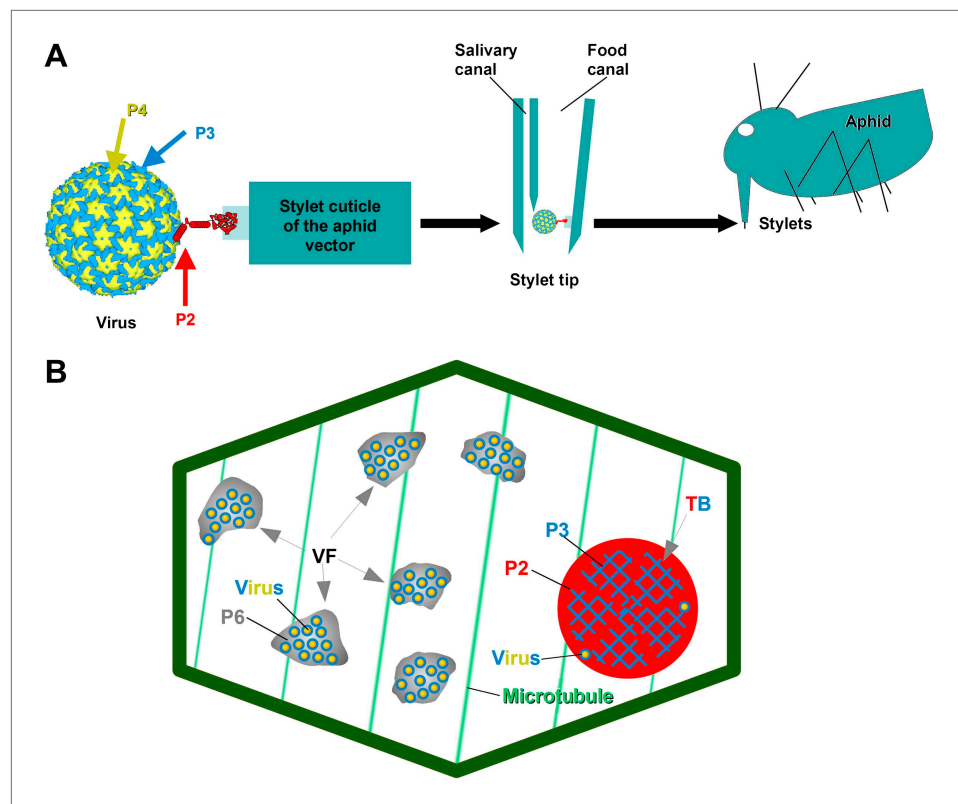 A
P4
P3
P2
Virus
Stylet cuticle
of the aphid
vector
Salivary
canal
Food
canal
Stylet tip
Aphid
Stylets
B
VF
Virus
P6
P3
P2
TB
Virus
Microtubule